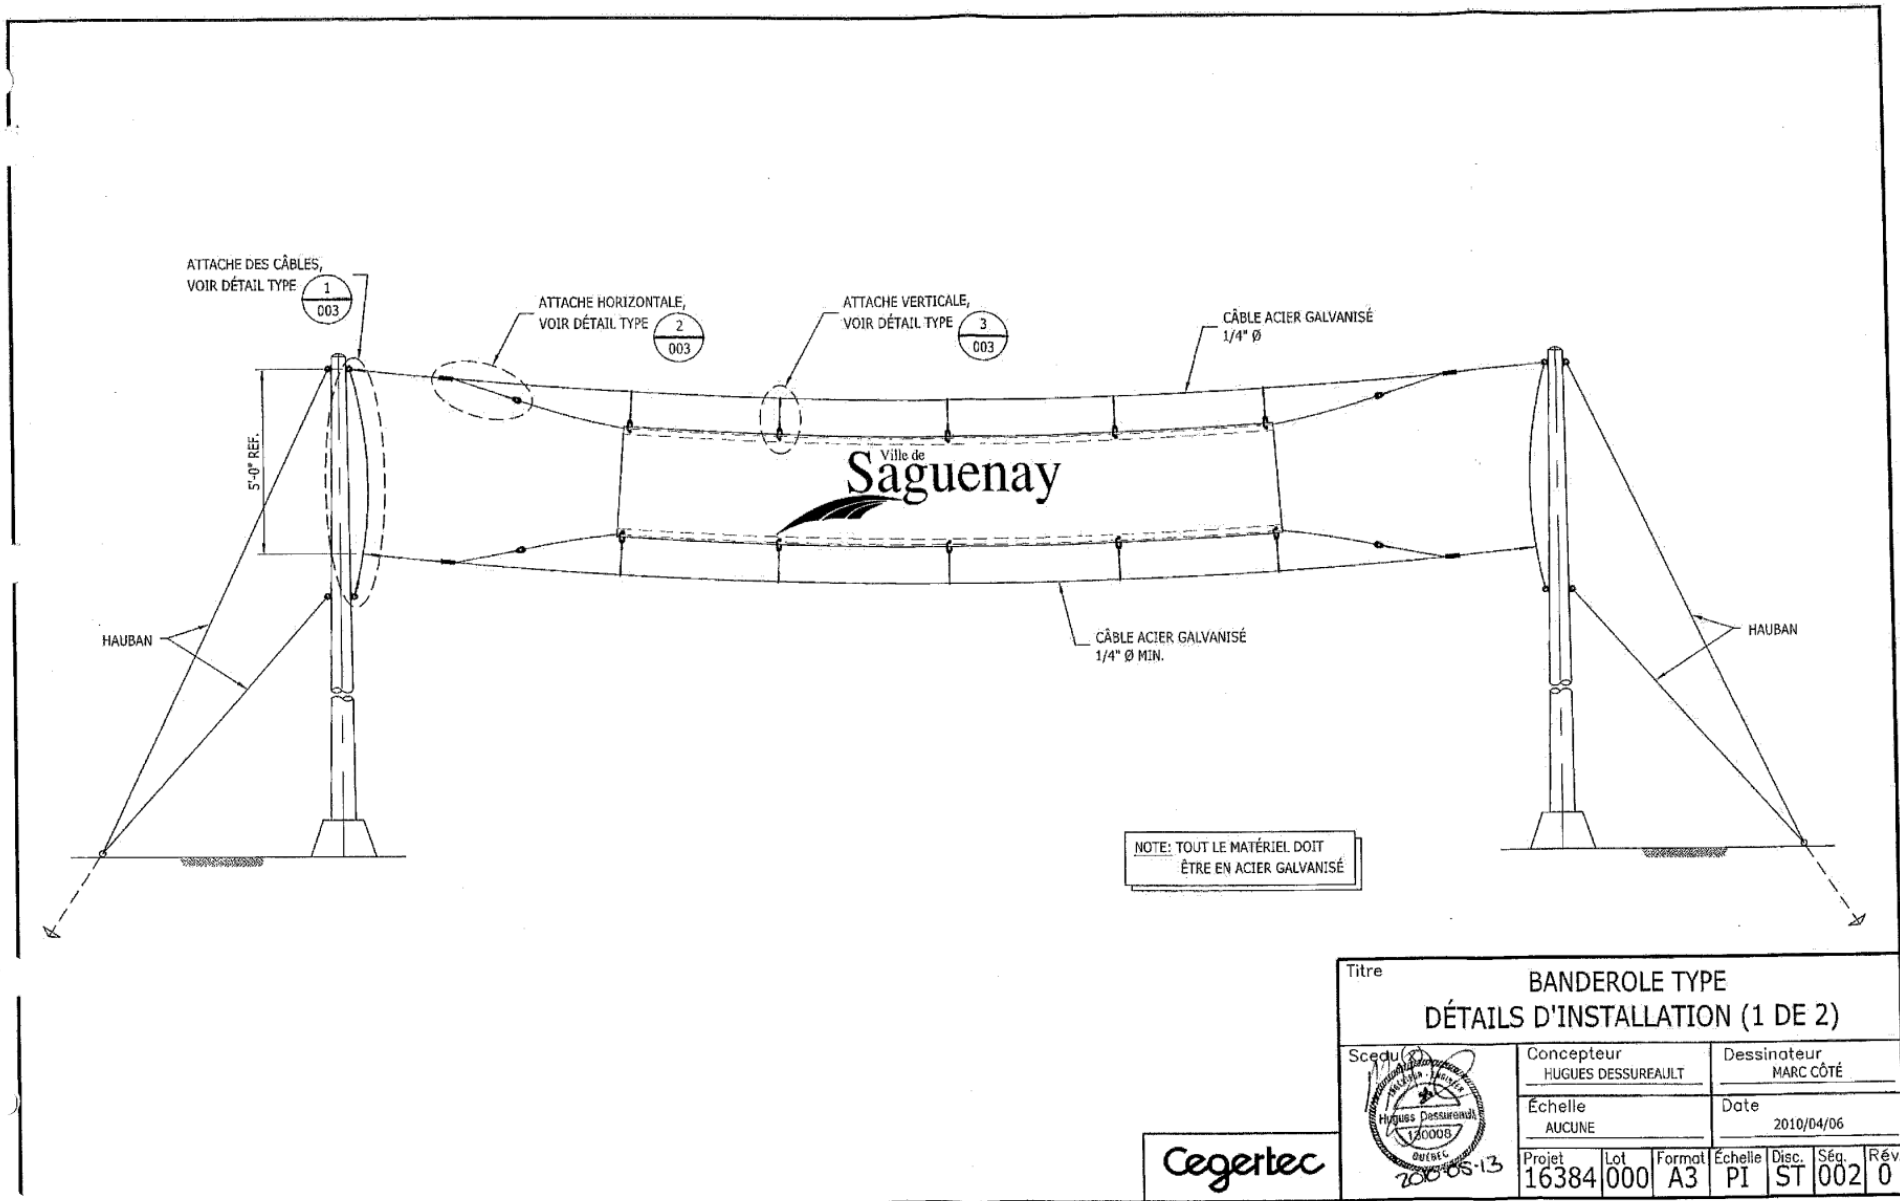 ATTACHE DES CÂBLES,
VOIR DÉTAIL TYPE
1
003
ATTACHE HORIZONTALE,
VOIR DÉTAIL TYPE
2
003
ATTACHE VERTICALE,
VOIR DÉTAIL TYPE
3
003
CÂBLE ACIER GALVANISÉ
1/4" Ø
5'-0" REF.
Ville de
Saguenay
HAUBAN
CÂBLE ACIER GALVANISÉ
1/4" Ø MIN.
HAUBAN
NOTE: TOUT LE MATÉRIEL DOIT
ÊTRE EN ACIER GALVANISÉ
Titre
BANDEROLE TYPE
DÉTAILS D'INSTALLATION (1 DE 2)
Sceau
Hugues Dessureault
130008
QUÉBEC
2010-05-13
Concepteur
HUGUES DESSUREAULT
Dessinateur
MARC CÔTÉ
Échelle
AUCUNE
Date
2010/04/06
Cegertec
Projet Lot Format Échelle Disc. Séq. Rév.
16384 000 A3 PI ST 002 0